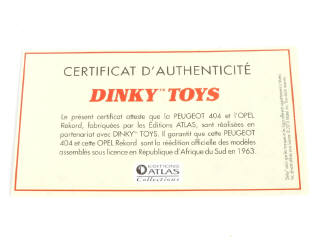 CERTIFICAT D'AUTHENTICITÉ
DINKY™ TOYS
Le présent certificat atteste que la PEUGEOT 404 et l'OPEL
Rekord, fabriquées par les Editions ATLAS, sont réalisées en
partenariat avec DINKY™ TOYS. Il garantit que cette PEUGEOT
404 et cette OPEL Rekord sont la réédition officielle des modèles
assemblés sous licence en République d'Afrique du Sud en 1963.
EDITIONS
ATLAS
Collections